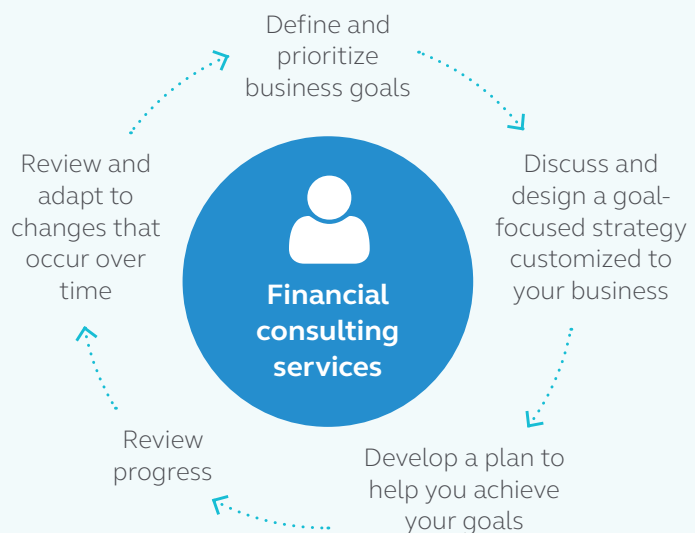 Define and
prioritize
business goals
Discuss and
design a goal-
focused strategy
customized to
your business
Develop a plan to
help you achieve
your goals
Review
progress
Review and
adapt to
changes that
occur over
time
Financial
consulting
services